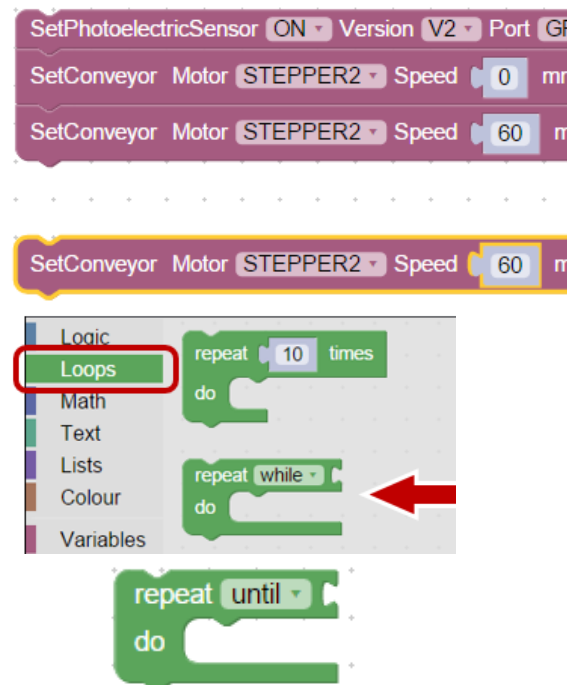 SetPhotoelectricSensor ON Version V2 Port
SetConveyor Motor STEPPER2 Speed 0
SetConveyor Motor STEPPER2 Speed 60
SetConveyor Motor STEPPER2 Speed 60
Logic
Loops
Math
Text
Lists
Colour
Variables
repeat 10 times
do
repeat while
do
repeat until
do